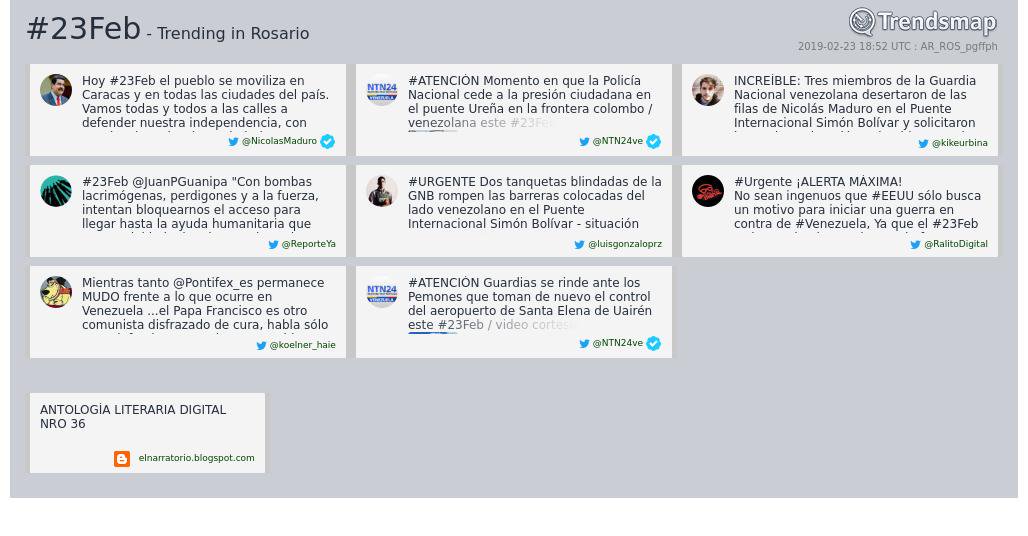 #23Feb - Trending in Rosario
Trendsmap
2019-02-23 18:52 UTC : AR_ROS_pgffph
Hoy #23Feb el pueblo se moviliza en
Caracas y en todas las ciudades del país.
Vamos todas y todos a las calles a
defender nuestra independencia, con
@NicolasMaduro
NTN24
VENEZUELA
#ATENCIÓN Momento en que la Policía
Nacional cede a la presión ciudadana en
el puente Ureña en la frontera colombo /
venezolana este #23Feb
@NTN24ve
INCREÍBLE: Tres miembros de la Guardia
Nacional venezolana desertaron de las
filas de Nicolás Maduro en el Puente
Internacional Simón Bolívar y solicitaron
@kikeurbina
#23Feb @JuanPGuanipa "Con bombas
lacrimógenas, perdigones y a la fuerza,
intentan bloquearnos el acceso para
llegar hasta la ayuda humanitaria que
@ReporteYa
#URGENTE Dos tanquetas blindadas de la
GNB rompen las barreras colocadas del
lado venezolano en el Puente
Internacional Simón Bolívar - situación
@luisgonzaloprz
#Urgente ¡ALERTA MÁXIMA!
No sean ingenuos que #EEUU sólo busca
un motivo para iniciar una guerra en
contra de #Venezuela, Ya que el #23Feb
@RalitoDigital
Mientras tanto @Pontifex_es permanece
MUDO frente a lo que ocurre en
Venezuela ...el Papa Francisco es otro
comunista disfrazado de cura, habla sólo
@koelner_haie
NTN24
VENEZUELA
#ATENCIÓN Guardias se rinde ante los
Pemones que toman de nuevo el control
del aeropuerto de Santa Elena de Uairén
este #23Feb / video cortesía
@NTN24ve
ANTOLOGÍA LITERARIA DIGITAL
NRO 36
elnarratorio.blogspot.com